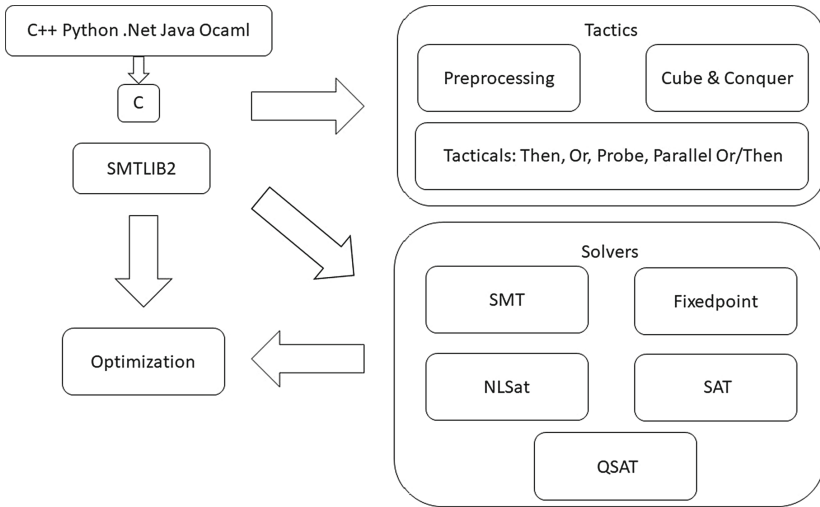 C++ Python .Net Java Ocaml
C
SMTLIB2
Optimization
Tactics
Preprocessing
Cube & Conquer
Tacticals: Then, Or, Probe, Parallel Or/Then
Solvers
SMT
Fixedpoint
NLSat
SAT
QSAT